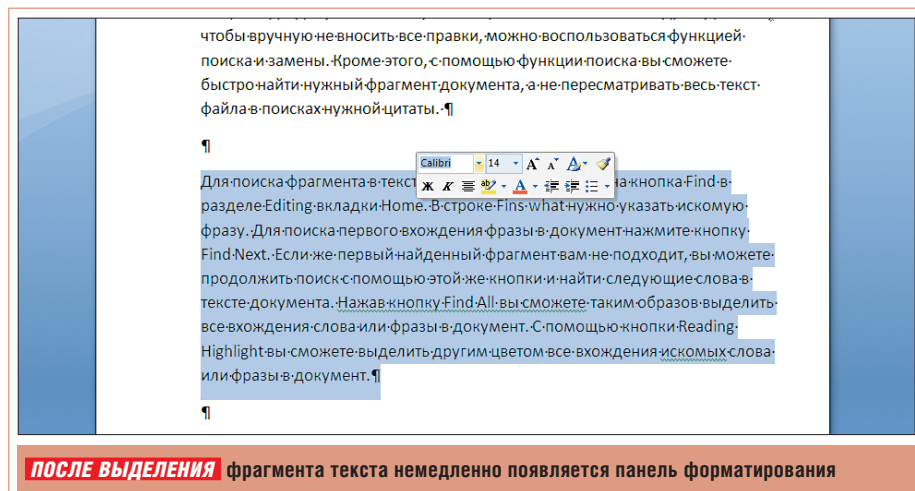 чтобы вручную не вносить все правки, можно воспользоваться функцией
поиска и замены. Кроме этого, с помощью функции поиска вы сможете
быстро найти нужный фрагмент документа, а не пересматривать весь текст
файла в поисках нужной цитаты. ¶
¶
Calibri 14
Для поиска фрагмента в текст на кнопка Find в
Ж К
разделе Editing вкладки Home. В строке Fins what нужно указать искомую
фразу. Для поиска первого вхождения фразы в документ нажмите кнопку
Find Next. Если же первый найденный фрагмент вам не подходит, вы можете
продолжить поиск с помощью этой же кнопки и найти следующие слова в
тексте документа. Нажав кнопку Find All вы сможете таким образов выделить
все вхождения слова или фразы в документ. С помощью кнопки Reading
Highlight вы сможете выделить другим цветом все вхождения искомых слова
или фразы в документ. ¶
¶
ПОСЛЕ ВЫДЕЛЕНИЯ фрагмента текста немедленно появляется панель форматирования